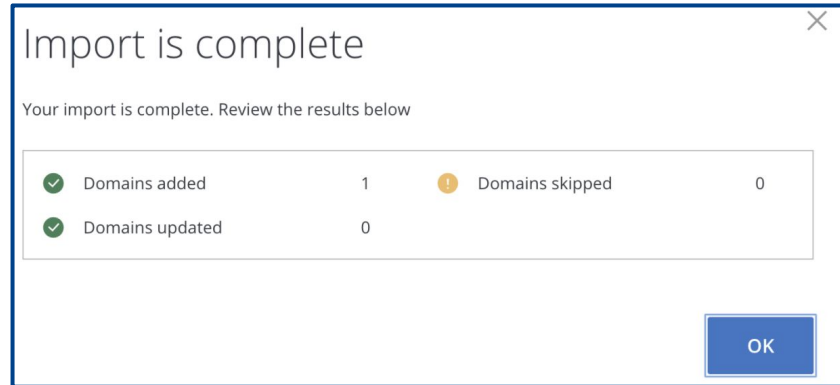 Import is complete
Your import is complete. Review the results below
Domains added 1 Domains skipped 0
Domains updated 0
OK